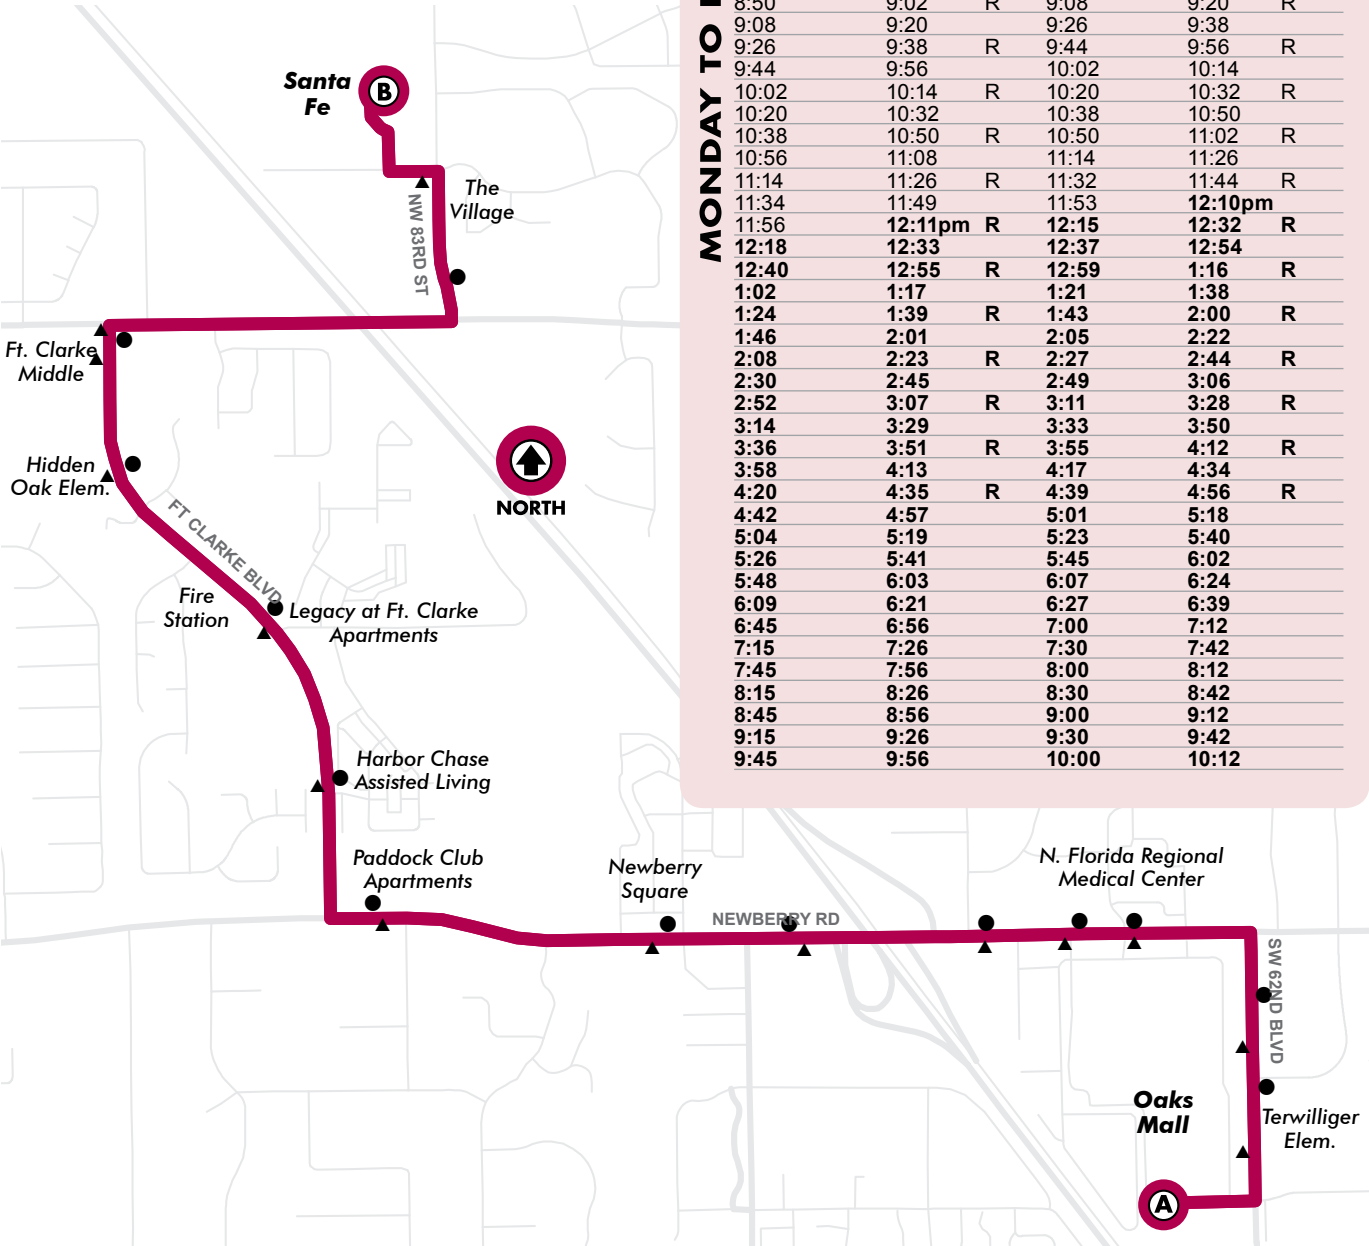 8:50 9:02 R 9:08 9:20 R
9:08 9:20 9:26 9:38
9:26 9:38 R 9:44 9:56 R
9:44 9:56 10:02 10:14
10:02 10:14 R 10:20 10:32 R
10:20 10:32 10:38 10:50
10:38 10:50 R 10:50 11:02 R
10:56 11:08 11:14 11:26
11:14 11:26 R 11:32 11:44 R
11:34 11:49 11:53 12:10pm
11:56 12:11pm R 12:15 12:32 R
12:18 12:33 12:37 12:54
12:40 12:55 R 12:59 1:16 R
1:02 1:17 1:21 1:38
1:24 1:39 R 1:43 2:00 R
1:46 2:01 2:05 2:22
2:08 2:23 R 2:27 2:44 R
2:30 2:45 2:49 3:06
2:52 3:07 R 3:11 3:28 R
3:14 3:29 3:33 3:50
3:36 3:51 R 3:55 4:12 R
3:58 4:13 4:17 4:34
4:20 4:35 R 4:39 4:56 R
4:42 4:57 5:01 5:18
5:04 5:19 5:23 5:40
5:26 5:41 5:45 6:02
5:48 6:03 6:07 6:24
6:09 6:21 6:27 6:39
6:45 6:56 7:00 7:12
7:15 7:26 7:30 7:42
7:45 7:56 8:00 8:12
8:15 8:26 8:30 8:42
8:45 8:56 9:00 9:12
9:15 9:26 9:30 9:42
9:45 9:56 10:00 10:12
MONDAY TO
Santa
Fe
B
The
Village
NW 83RD ST
Ft. Clarke
Middle
Hidden
Oak Elem.
NORTH
FT CLARKE BLVD
Fire
Station
Legacy at Ft. Clarke
Apartments
Harbor Chase
Assisted Living
Paddock Club
Apartments
Newberry
Square
NEWBERRY RD
N. Florida Regional
Medical Center
SW 62ND BLVD
Oaks
Mall
Terwilliger
Elem.
A